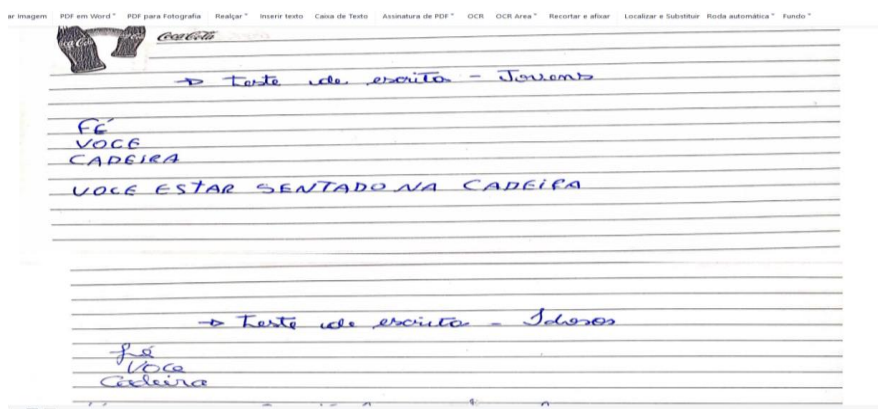 ar Imagem PDF em Word PDF para Fotografia Realçar Inserir texto Caixa de Texto Assinatura de PDF OCR OCR Area Recortar e afixar Localizar e Substituir Roda automática Fundo
Coca-Cola
→ Teste de escrita - Jovens
FÉ
VOCE
CADEIRA
VOCE ESTAR SENTADO NA CADEIRA
→ Teste de escrita - Idosos
fé
Voce
Cadeira